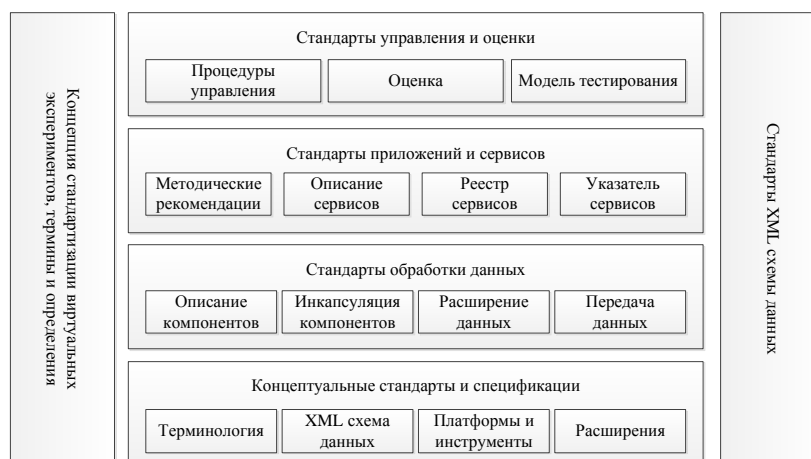 Концепция стандартизации виртуальных
экспериментов, термины и определения
Стандарты управления и оценки
Процедуры
управления
Оценка
Модель тестирования
Стандарты приложений и сервисов
Методические
рекомендации
Описание
сервисов
Реестр
сервисов
Указатель
сервисов
Стандарты обработки данных
Описание
компонентов
Инкапсуляция
компонентов
Расширение
данных
Передача
данных
Концептуальные стандарты и спецификации
Терминология
XML схема
данных
Платформы и
инструменты
Расширения
Стандарты XML схемы данных